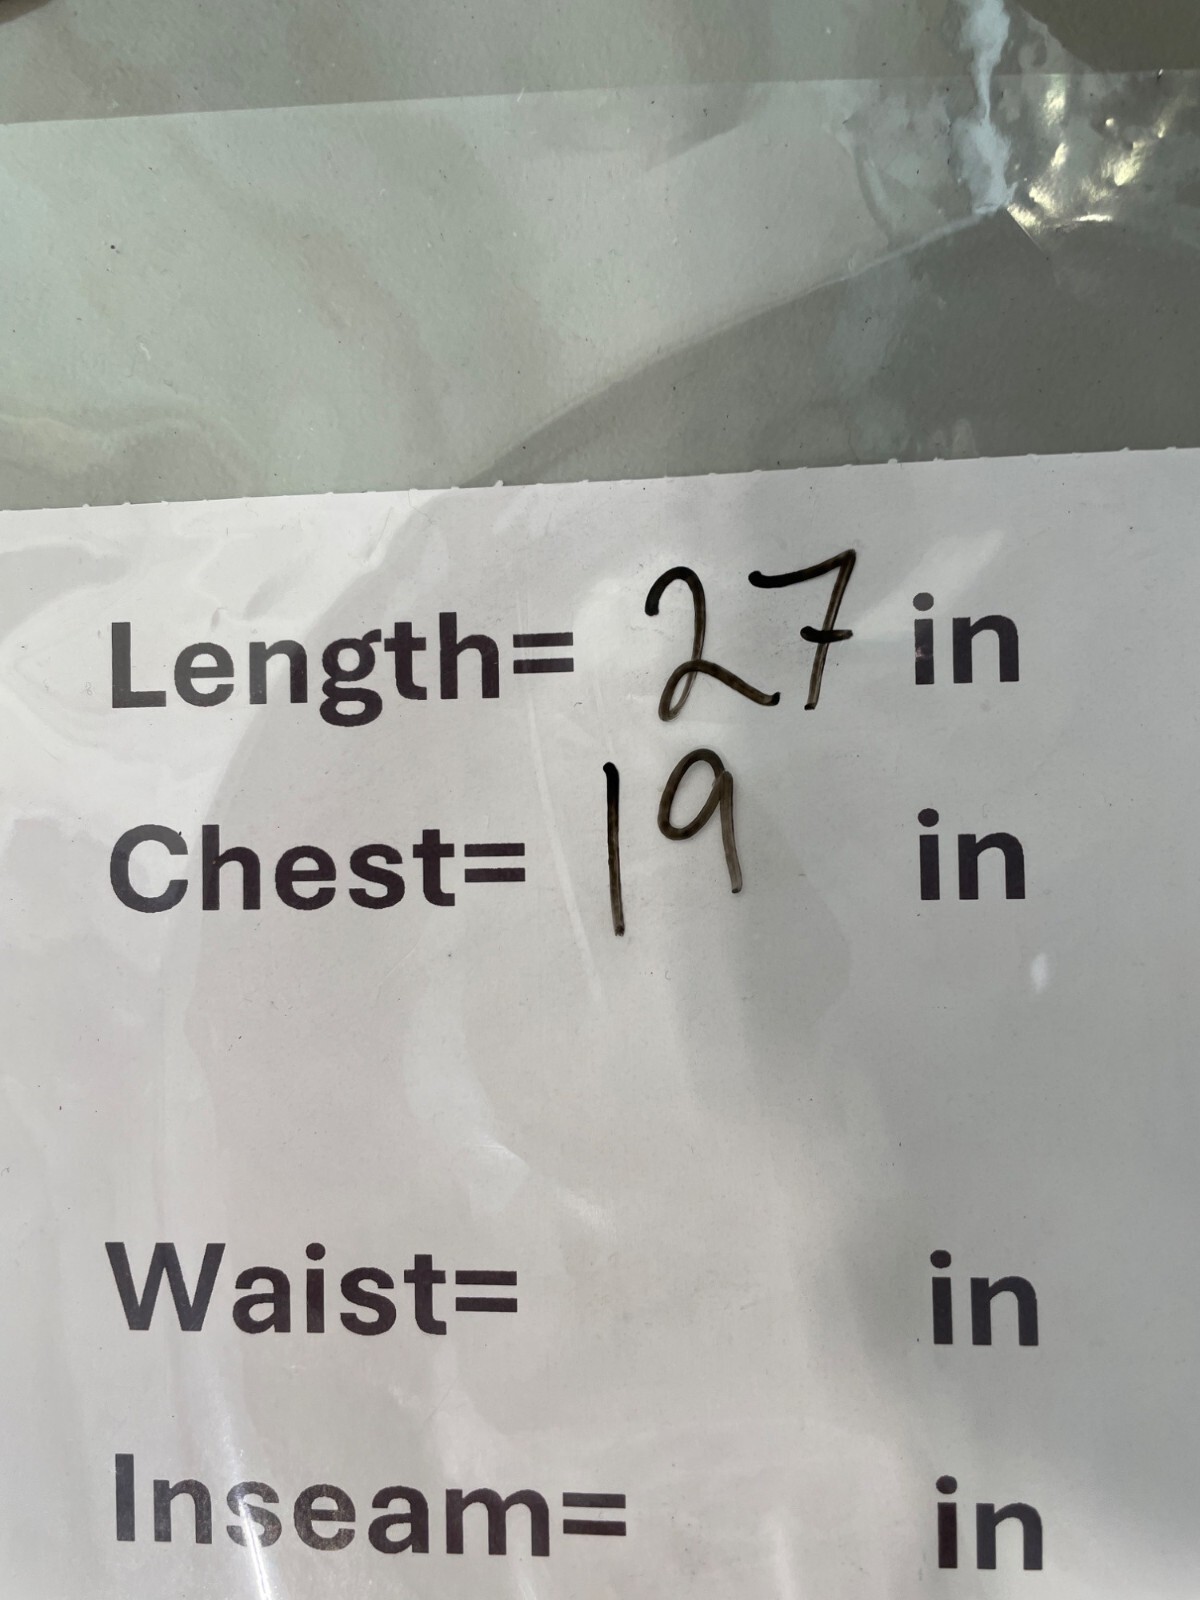 Length= 27 in
Chest= 19 in
Waist= in
Inseam= in